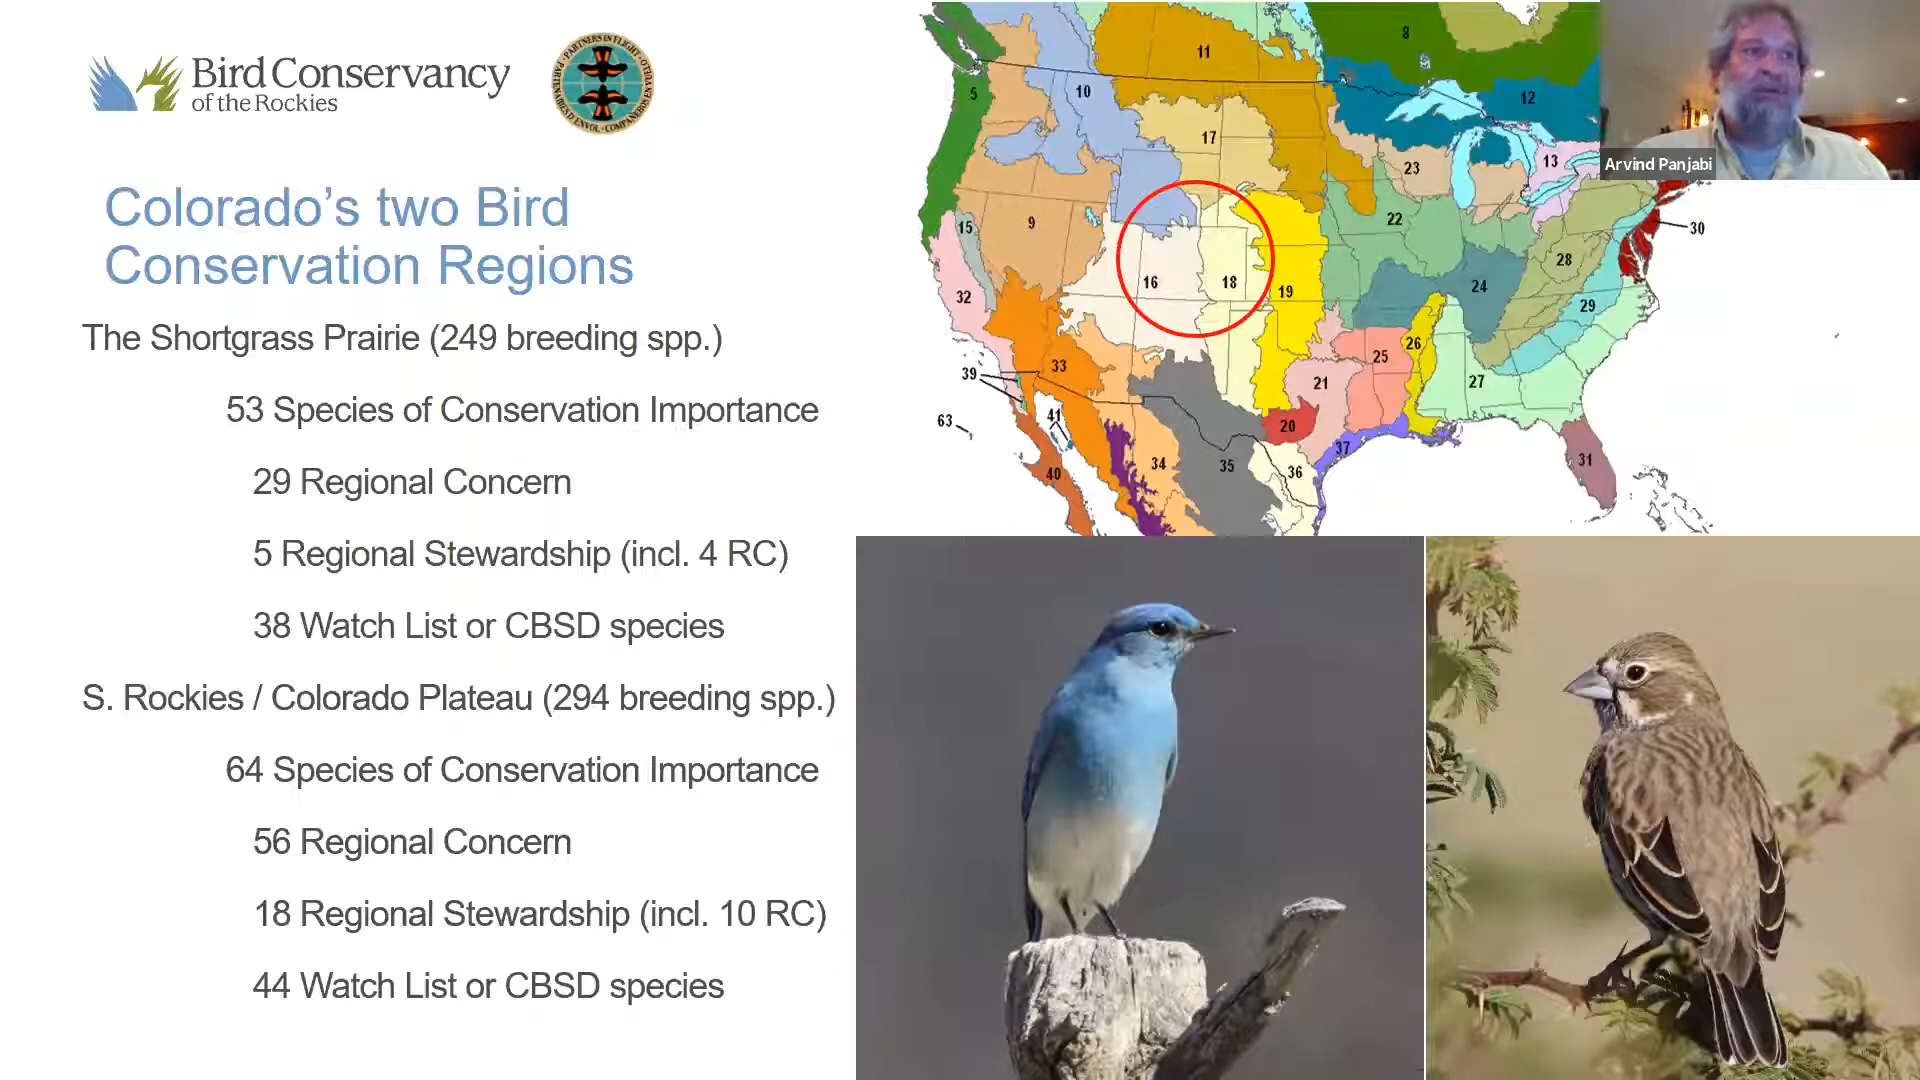 Bird Conservancy
of the Rockies
PARTNERS IN FLIGHT
Colorado's two Bird
Conservation Regions
The Shortgrass Prairie (249 breeding spp.)
53 Species of Conservation Importance
29 Regional Concern
5 Regional Stewardship (incl. 4 RC)
38 Watch List or CBSD species
S. Rockies / Colorado Plateau (294 breeding spp.)
64 Species of Conservation Importance
56 Regional Concern
18 Regional Stewardship (incl. 10 RC)
44 Watch List or CBSD species
8
11
5
10
12
17
13
23
9
15
22
30
28
16
18
19
24
32
29
26
25
33
39
21
27
41
63
20
37
31
34
35
36
40
Arvind Panjabi